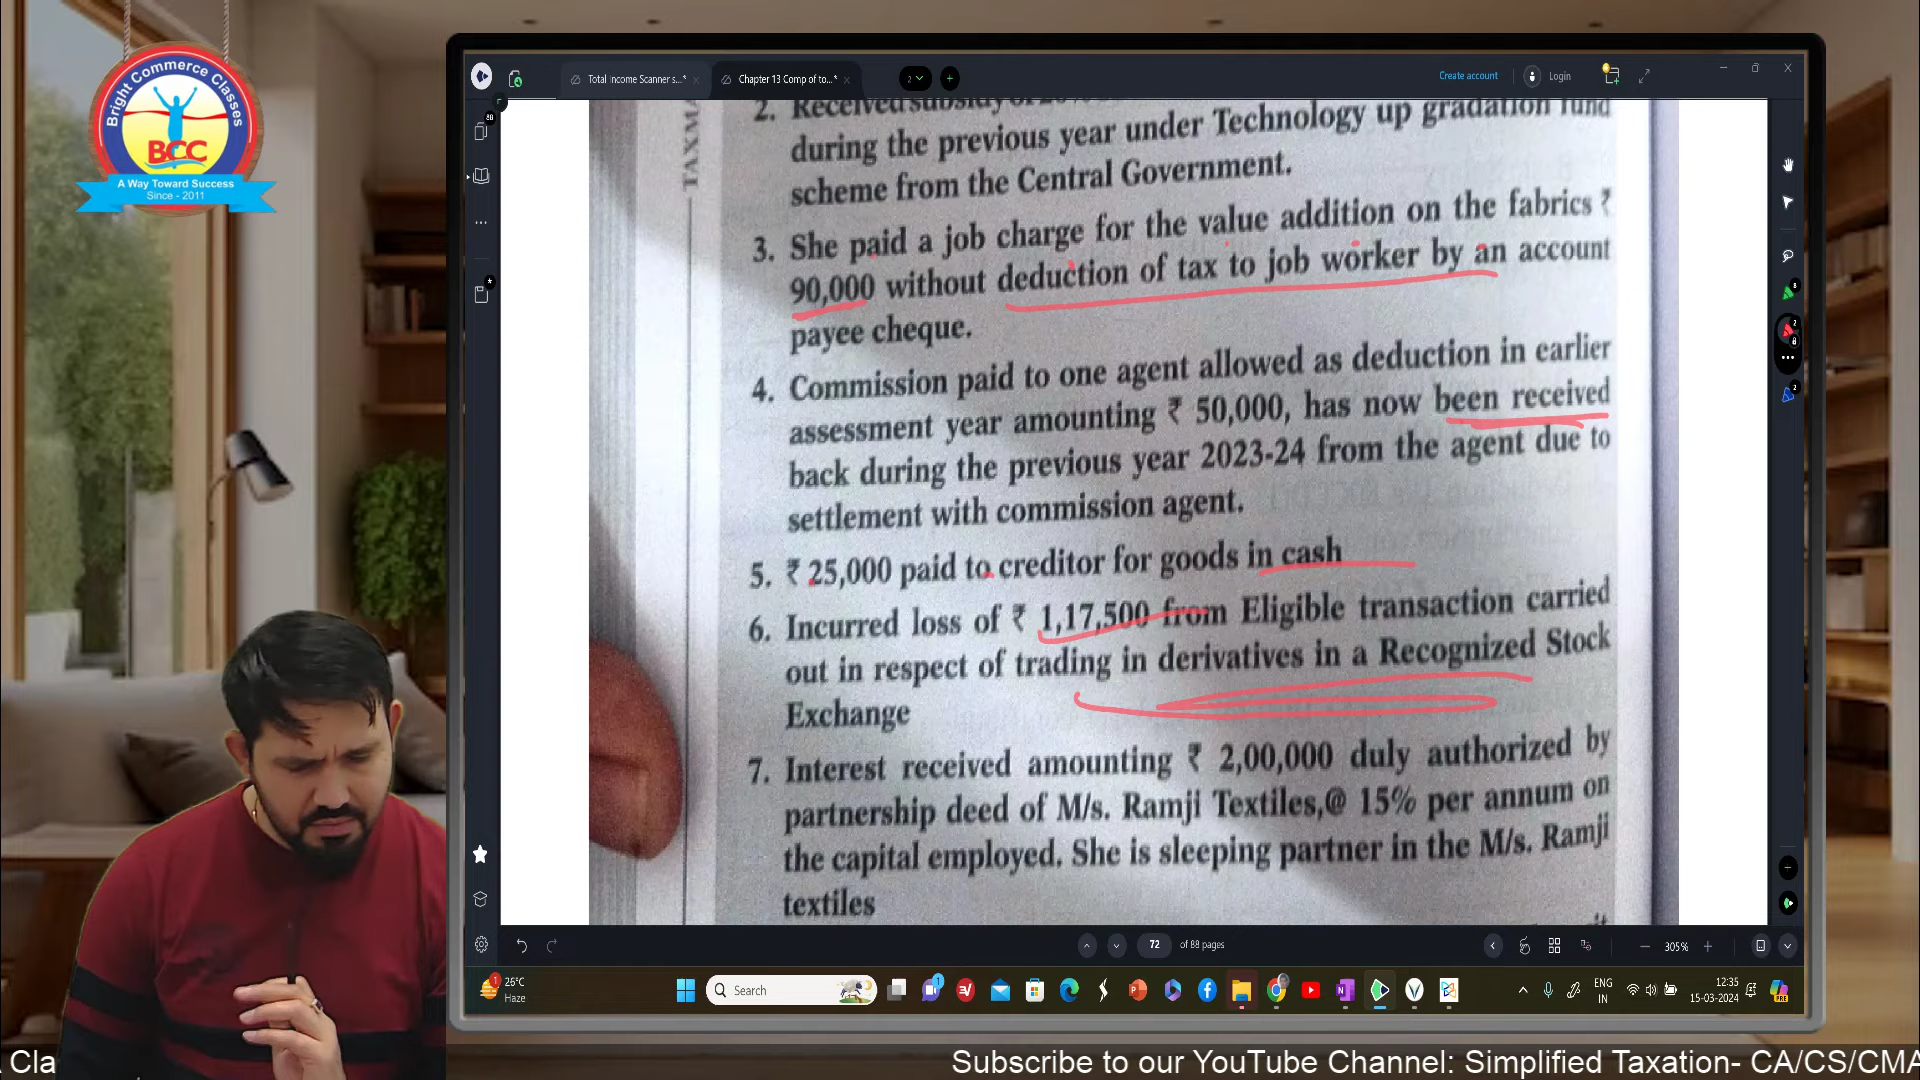 Bright Commerce Classes
BCC
A Way Toward Success
Since - 2011
Total Income Scanner s...*
Chapter 13 Comp of to...*
2
Create account
Login
TAXMA
2. Received subsidy of
during the previous year under Technology up gradation fund
scheme from the Central Government.
3. She paid a job charge for the value addition on the fabrics ₹
90,000 without deduction of tax to job worker by an account
payee cheque.
4. Commission paid to one agent allowed as deduction in earlier
assessment year amounting ₹ 50,000, has now been received
back during the previous year 2023-24 from the agent due to
settlement with commission agent.
5. ₹ 25,000 paid to creditor for goods in cash
6. Incurred loss of ₹ 1,17,500 from Eligible transaction carried
out in respect of trading in derivatives in a Recognized Stock
Exchange
7. Interest received amounting ₹ 2,00,000 duly authorized by
partnership deed of M/s. Ramji Textiles,@ 15% per annum on
the capital employed. She is sleeping partner in the M/s. Ramji
textiles
72 of 88 pages
305%
26°C
Haze
Search
ENG
IN
12:35
15-03-2024
Cla
Subscribe to our YouTube Channel: Simplified Taxation- CA/CS/CMA